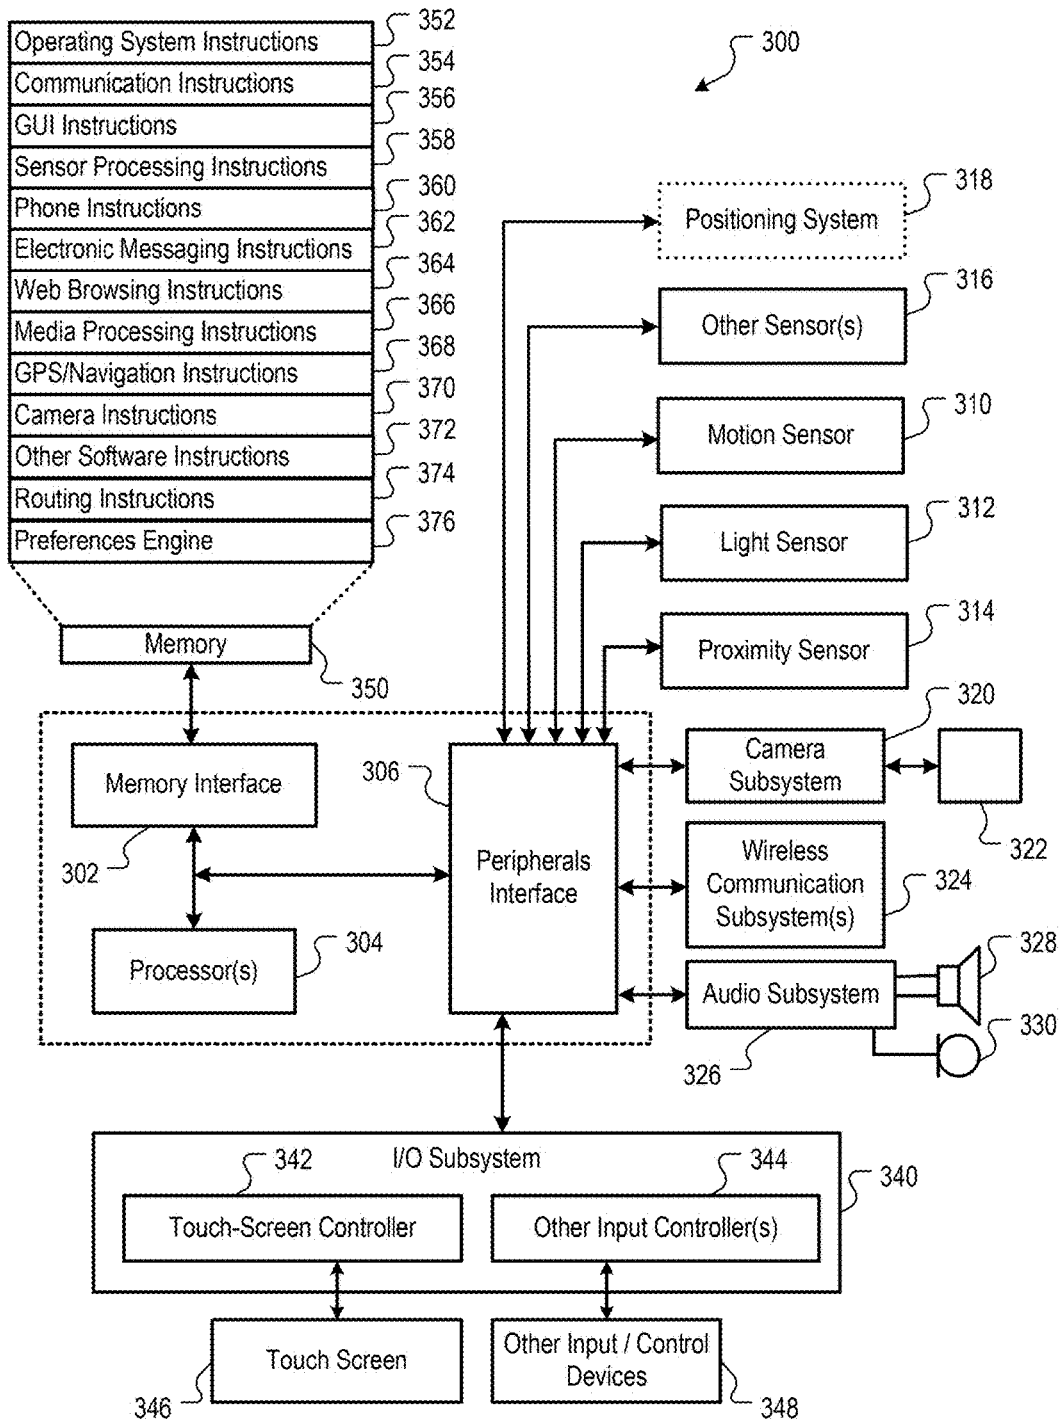 352
Operating System Instructions
354
Communication Instructions
356
GUI Instructions
358
Sensor Processing Instructions
360
Phone Instructions
362
Electronic Messaging Instructions
364
Web Browsing Instructions
366
Media Processing Instructions
368
GPS/Navigation Instructions
370
Camera Instructions
372
Other Software Instructions
374
Routing Instructions
376
Preferences Engine
Memory
350
300
318
Positioning System
316
Other Sensor(s)
310
Motion Sensor
312
Light Sensor
314
Proximity Sensor
320
Camera
Subsystem
322
Memory Interface
302
306
Peripherals
Interface
Wireless
Communication
Subsystem(s)
324
304
Processor(s)
328
Audio Subsystem
330
326
I/O Subsystem
340
342
Touch-Screen Controller
344
Other Input Controller(s)
Touch Screen
346
Other Input / Control
Devices
348